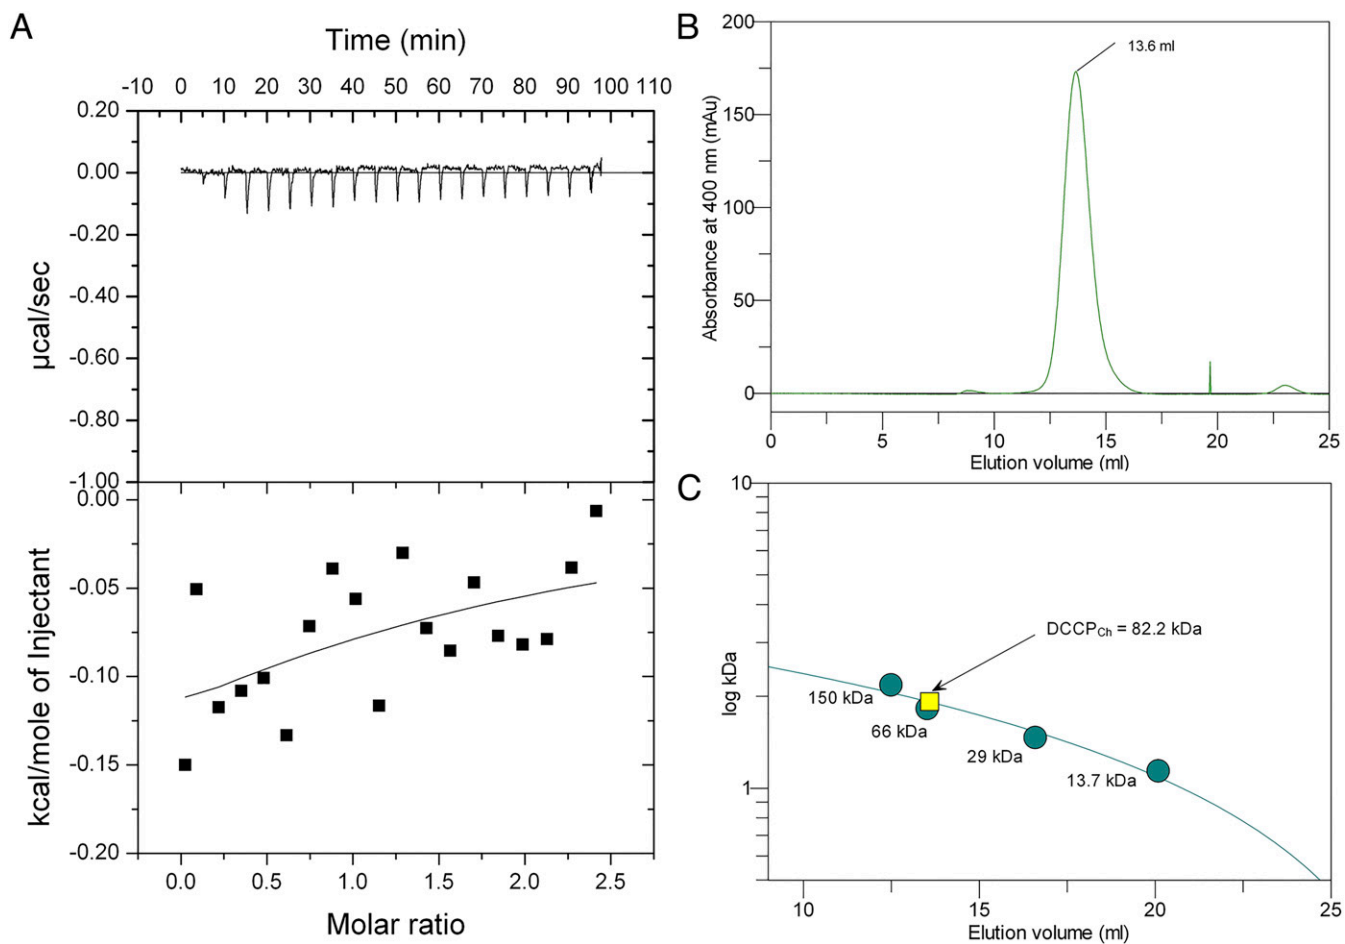 A
Time (min)
-10 0 10 20 30 40 50 60 70 80 90 100 110
0.20
0.00
-0.20
-0.40
-0.60
-0.80
-1.00
µcal/sec
0.00
-0.05
-0.10
-0.15
-0.20
kcal/mole of Injectant
0.0 0.5 1.0 1.5 2.0 2.5
Molar ratio
B
200
150
100
50
0
Absorbance at 400 nm (mAu)
13.6 ml
0 5 10 15 20 25
Elution volume (ml)
C
10
1
log kDa
DCCPCh = 82.2 kDa
150 kDa
66 kDa
29 kDa
13.7 kDa
10 15 20 25
Elution volume (ml)